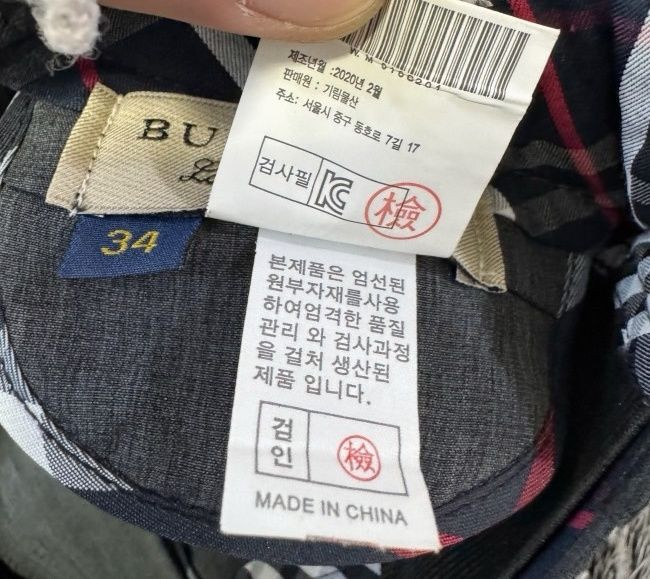 제조년월 : 2020년 2월
판매원 : 기림물산
주소: 서울시 중구 동호로 7길 17
BU
34
검사필 檢
본제품은 엄선된
원부자재를사용
하여엄격한 품질
관리 와 검사과정
을 걸처 생산된
제품 입니다.
검인 檢
MADE IN CHINA